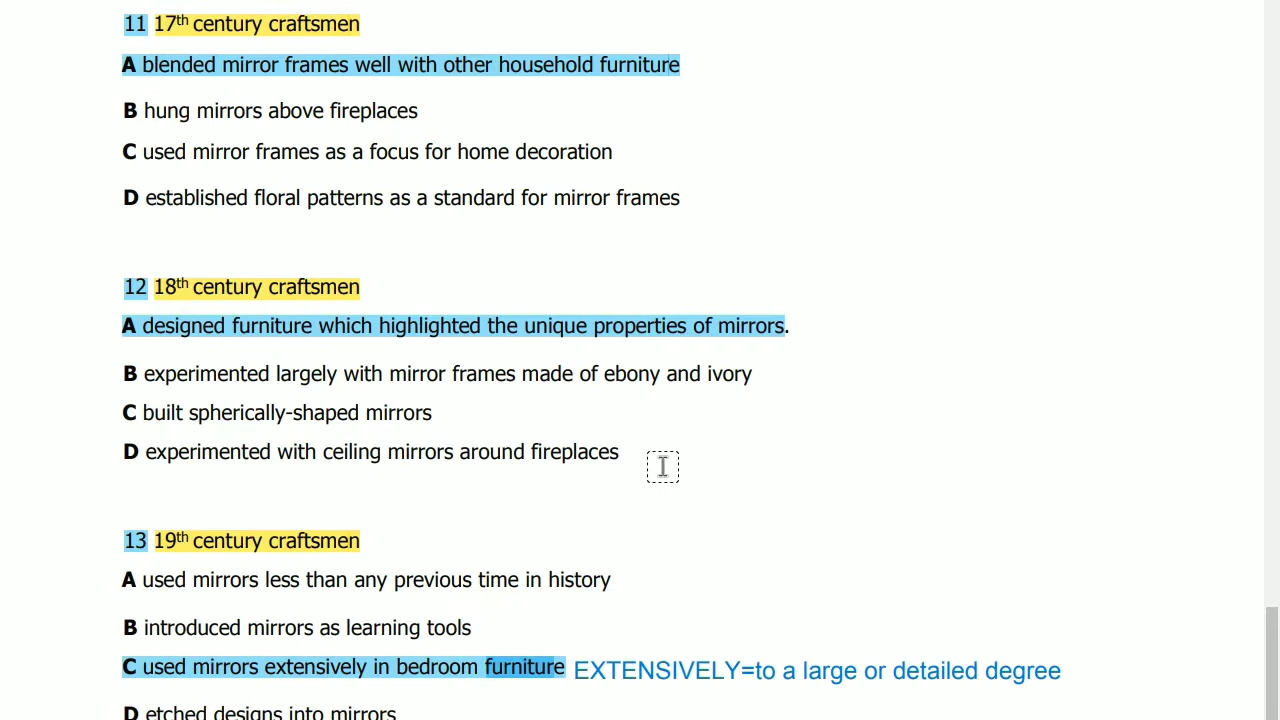 11 17th century craftsmen
A blended mirror frames well with other household furniture
B hung mirrors above fireplaces
C used mirror frames as a focus for home decoration
D established floral patterns as a standard for mirror frames
12 18th century craftsmen
A designed furniture which highlighted the unique properties of mirrors.
B experimented largely with mirror frames made of ebony and ivory
C built spherically-shaped mirrors
D experimented with ceiling mirrors around fireplaces
13 19th century craftsmen
A used mirrors less than any previous time in history
B introduced mirrors as learning tools
C used mirrors extensively in bedroom furniture EXTENSIVELY=to a large or detailed degree
D etched designs into mirrors